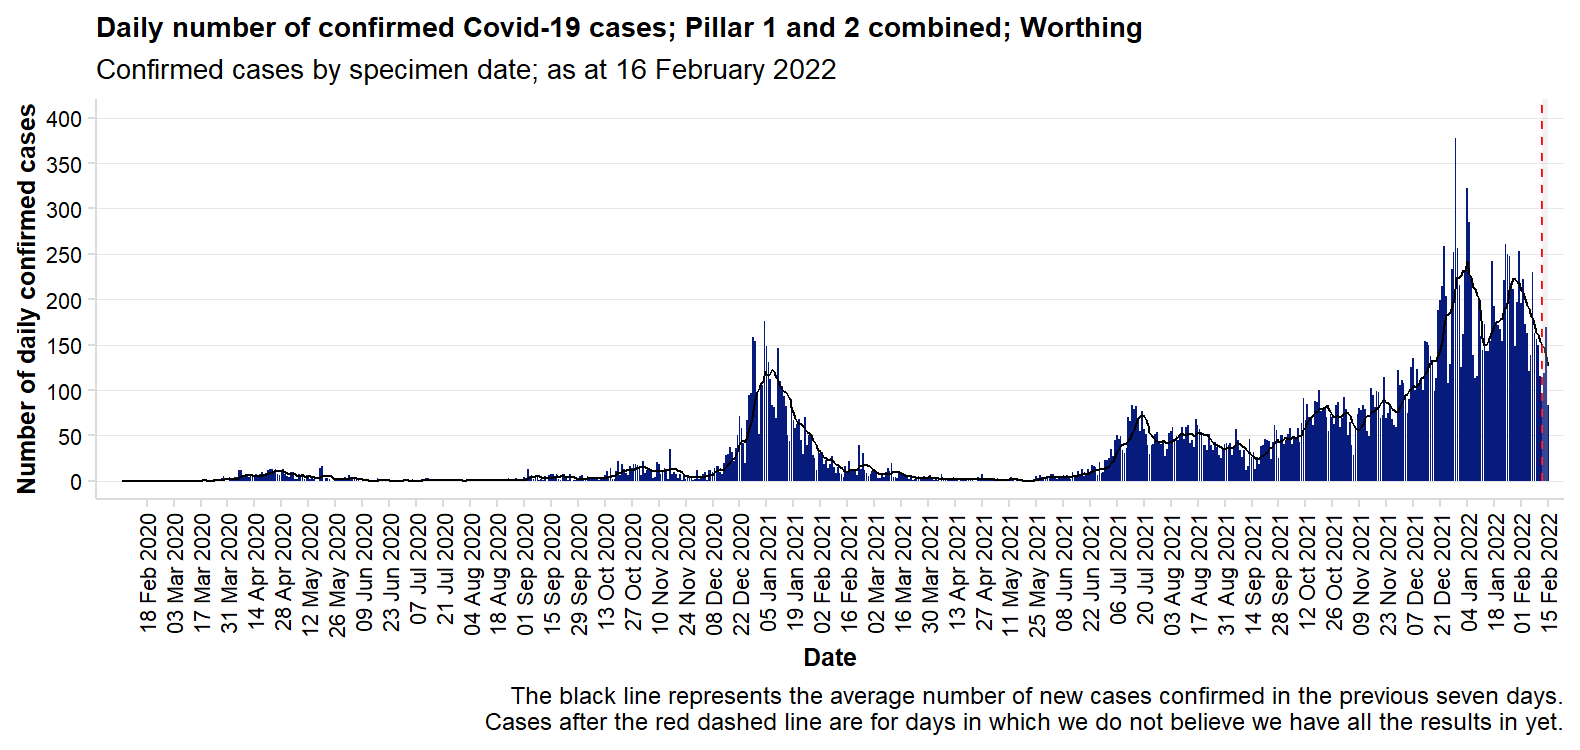 Daily number of confirmed Covid-19 cases; Pillar 1 and 2 combined; Worthing
Confirmed cases by specimen date; as at 16 February 2022
Number of daily confirmed cases
400
350
300
250
200
150
100
50
0
18 Feb 2020
03 Mar 2020
17 Mar 2020
31 Mar 2020
14 Apr 2020
28 Apr 2020
12 May 2020
26 May 2020
09 Jun 2020
23 Jun 2020
07 Jul 2020
21 Jul 2020
04 Aug 2020
18 Aug 2020
01 Sep 2020
15 Sep 2020
29 Sep 2020
13 Oct 2020
27 Oct 2020
10 Nov 2020
24 Nov 2020
08 Dec 2020
22 Dec 2020
05 Jan 2021
19 Jan 2021
02 Feb 2021
16 Feb 2021
02 Mar 2021
16 Mar 2021
30 Mar 2021
13 Apr 2021
27 Apr 2021
11 May 2021
25 May 2021
08 Jun 2021
22 Jun 2021
06 Jul 2021
20 Jul 2021
03 Aug 2021
17 Aug 2021
31 Aug 2021
14 Sep 2021
28 Sep 2021
12 Oct 2021
26 Oct 2021
09 Nov 2021
23 Nov 2021
07 Dec 2021
21 Dec 2021
04 Jan 2022
18 Jan 2022
01 Feb 2022
15 Feb 2022
Date
The black line represents the average number of new cases confirmed in the previous seven days.
Cases after the red dashed line are for days in which we do not believe we have all the results in yet.